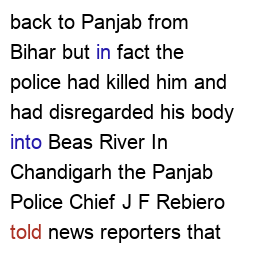 back to Panjab from
Bihar but in fact the
police had killed him and
had disregarded his body
into Beas River In
Chandigarh the Panjab
Police Chief J F Rebiero
told news reporters that